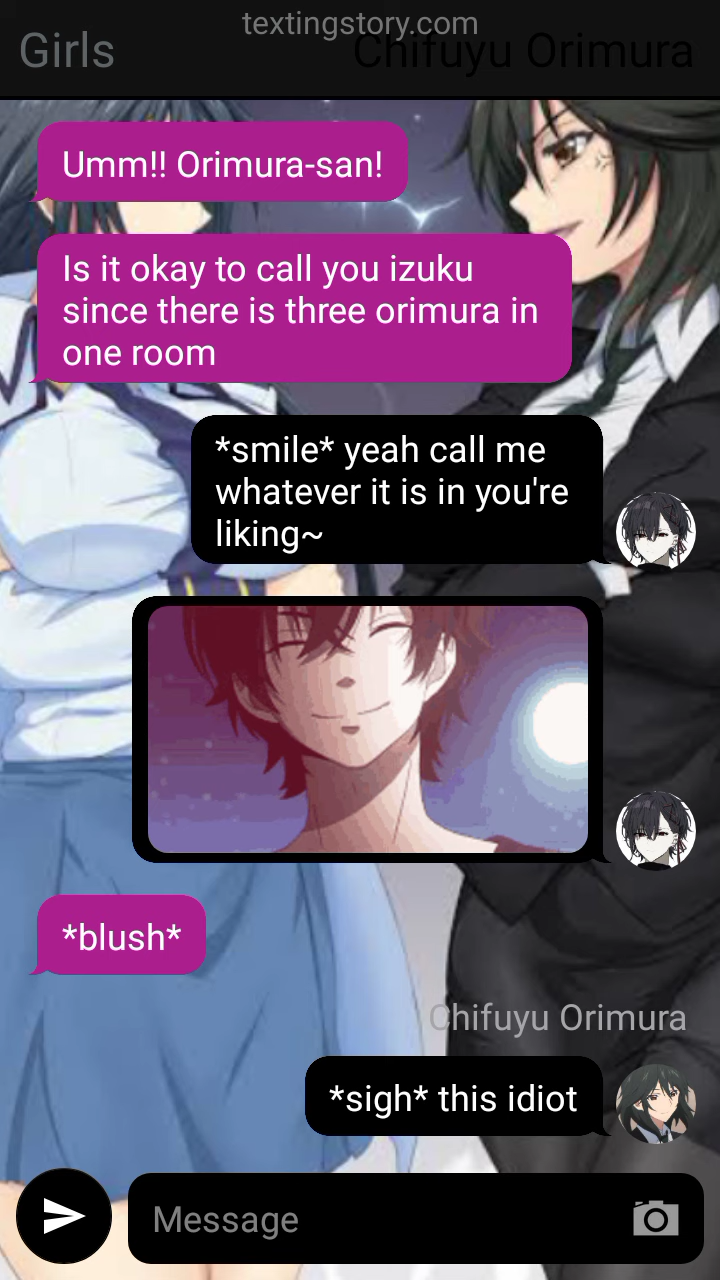 textingstory.com
Girls
Chifuyu Orimura
Umm!! Orimura-san!
Is it okay to call you izuku
since there is three orimura in
one room
*smile* yeah call me
whatever it is in you're
liking~
*blush*
Chifuyu Orimura
*sigh* this idiot
Message